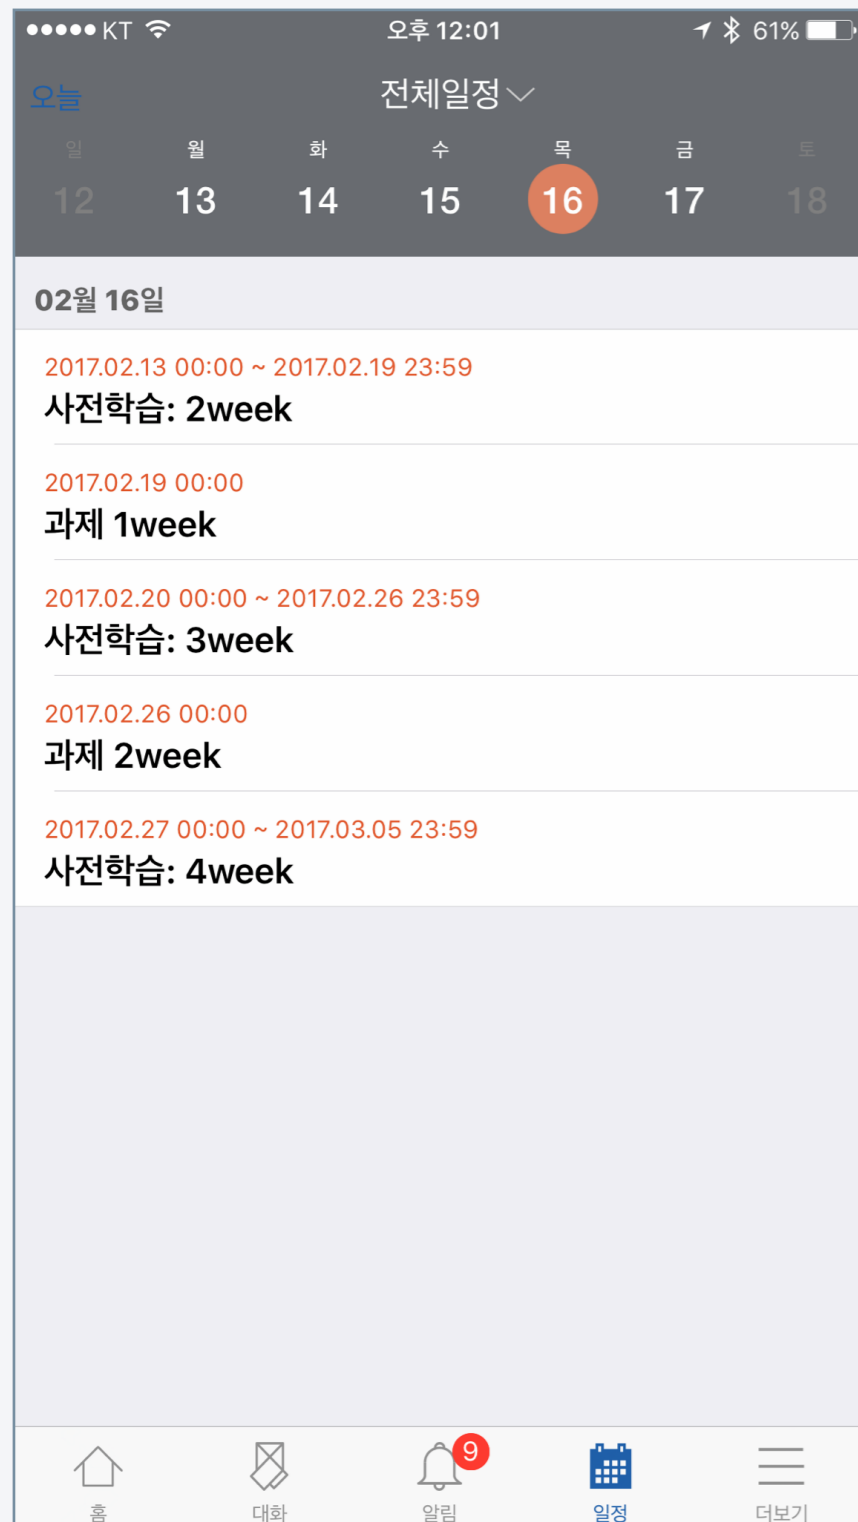 KT 오후 12:01 61%
오늘 전체일정
일 월 화 수 목 금 토
12 13 14 15 16 17 18
02월 16일
2017.02.13 00:00 ~ 2017.02.19 23:59
사전학습: 2week
2017.02.19 00:00
과제 1week
2017.02.20 00:00 ~ 2017.02.26 23:59
사전학습: 3week
2017.02.26 00:00
과제 2week
2017.02.27 00:00 ~ 2017.03.05 23:59
사전학습: 4week
9
홈 대화 알림 일정 더보기